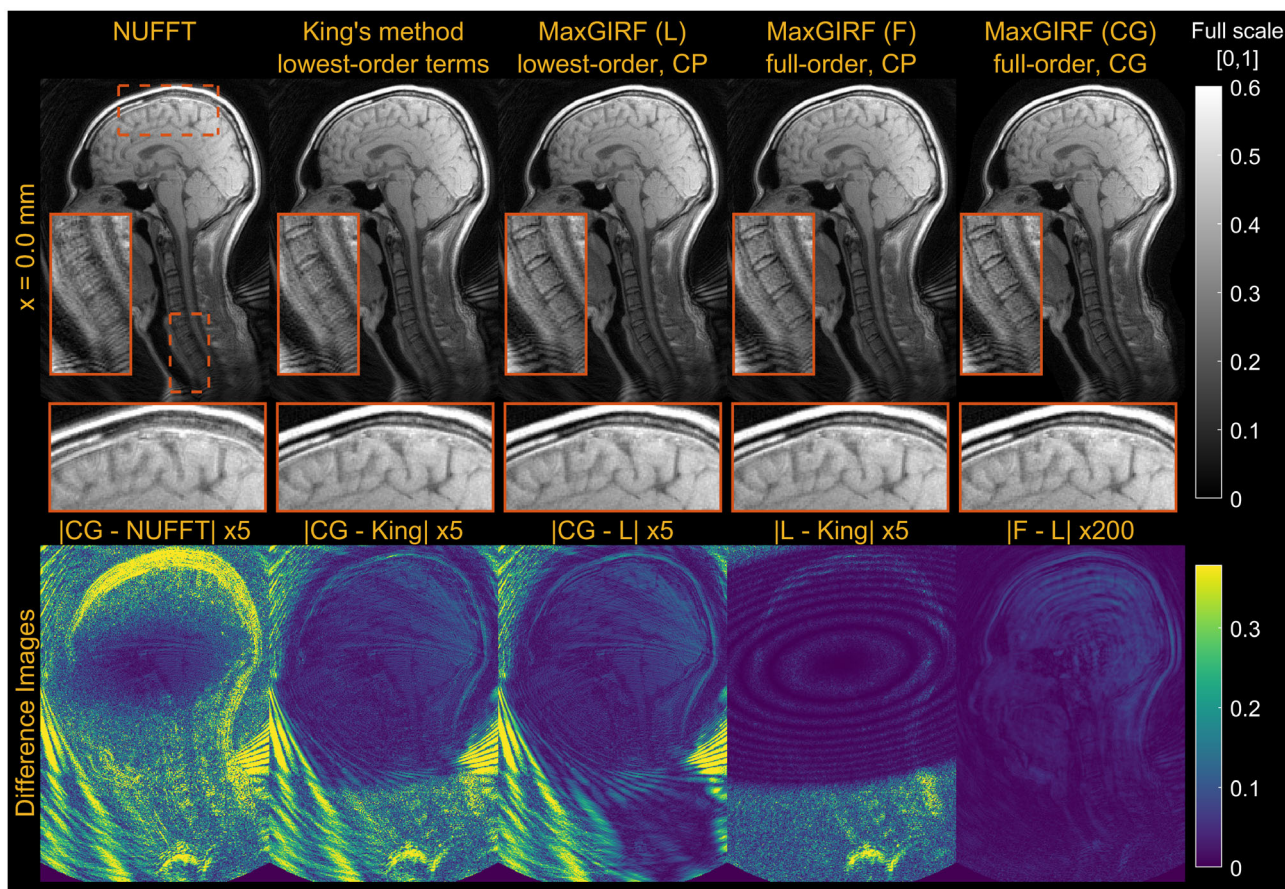 NUFFT
King's method
lowest-order terms
MaxGIRF (L)
lowest-order, CP
MaxGIRF (F)
full-order, CP
MaxGIRF (CG)
full-order, CG
Full scale
[0,1]
x = 0.0 mm
0.6
0.5
0.4
0.3
0.2
0.1
0
|CG - NUFFT| x5
|CG - King| x5
|CG - L| x5
|L - King| x5
|F - L| x200
Difference Images
0.3
0.2
0.1
0